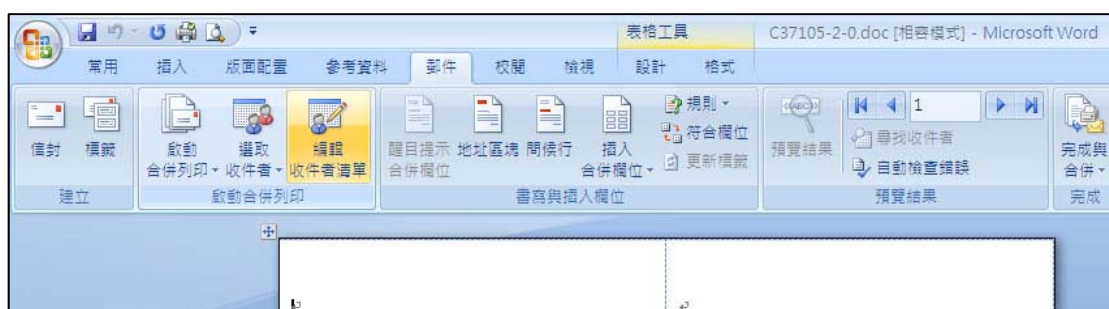 表格工具 C37105-2-0.doc [相容模式] - Microsoft Word
常用 插入 版面配置 參考資料 郵件 校閱 檢視 設計 格式
信封 標籤 啟動合併列印 選取收件者 編輯收件者清單 醒目提示合併欄位 地址區塊 問候行 插入合併欄位 規則 符合欄位 更新標籤 預覽結果 1 尋找收件者 自動檢查錯誤 完成與合併
建立 啟動合併列印 書寫與插入欄位 預覽結果 完成